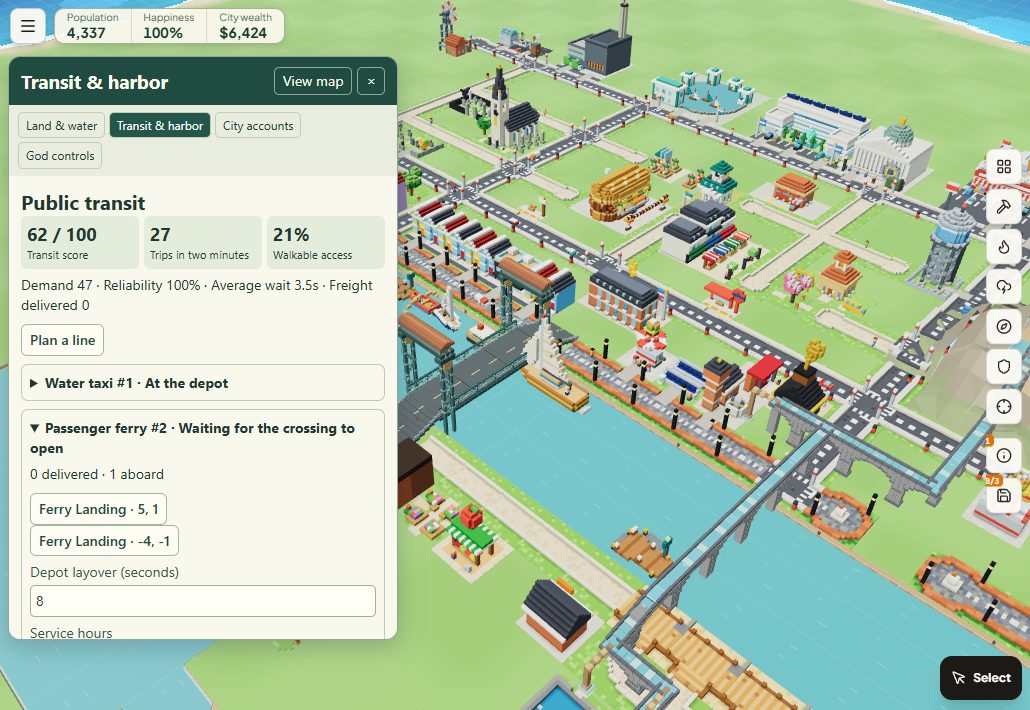 Population
4,337
Happiness
100%
City wealth
$6,424
Transit & harbor
View map
×
Land & water
Transit & harbor
City accounts
God controls
Public transit
62 / 100
Transit score
27
Trips in two minutes
21%
Walkable access
Demand 47 · Reliability 100% · Average wait 3.5s · Freight
delivered 0
Plan a line
Water taxi #1 · At the depot
Passenger ferry #2 · Waiting for the crossing to
open
0 delivered · 1 aboard
Ferry Landing · 5, 1
Ferry Landing · -4, -1
Depot layover (seconds)
8
Service hours
1
Select